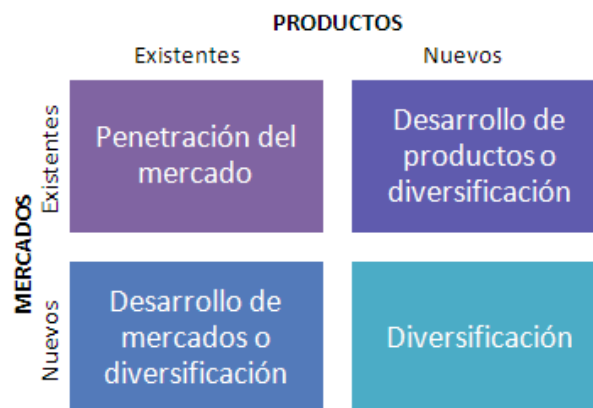 PRODUCTOS
Existentes
Nuevos
MERCADOS
Existentes
Penetración del
mercado
Desarrollo de
productos o
diversificación
Nuevos
Desarrollo de
mercados o
diversificación
Diversificación